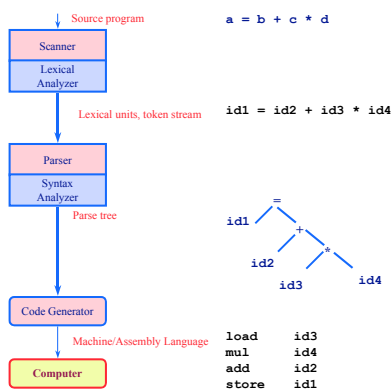 Source program
a = b + c * d
Scanner
Lexical
Analyzer
Lexical units, token stream
id1 = id2 + id3 * id4
Parser
Syntax
Analyzer
Parse tree
=
id1
+
id2
*
id3
id4
Code Generator
Machine/Assembly Language
Computer
load id3
mul id4
add id2
store id1